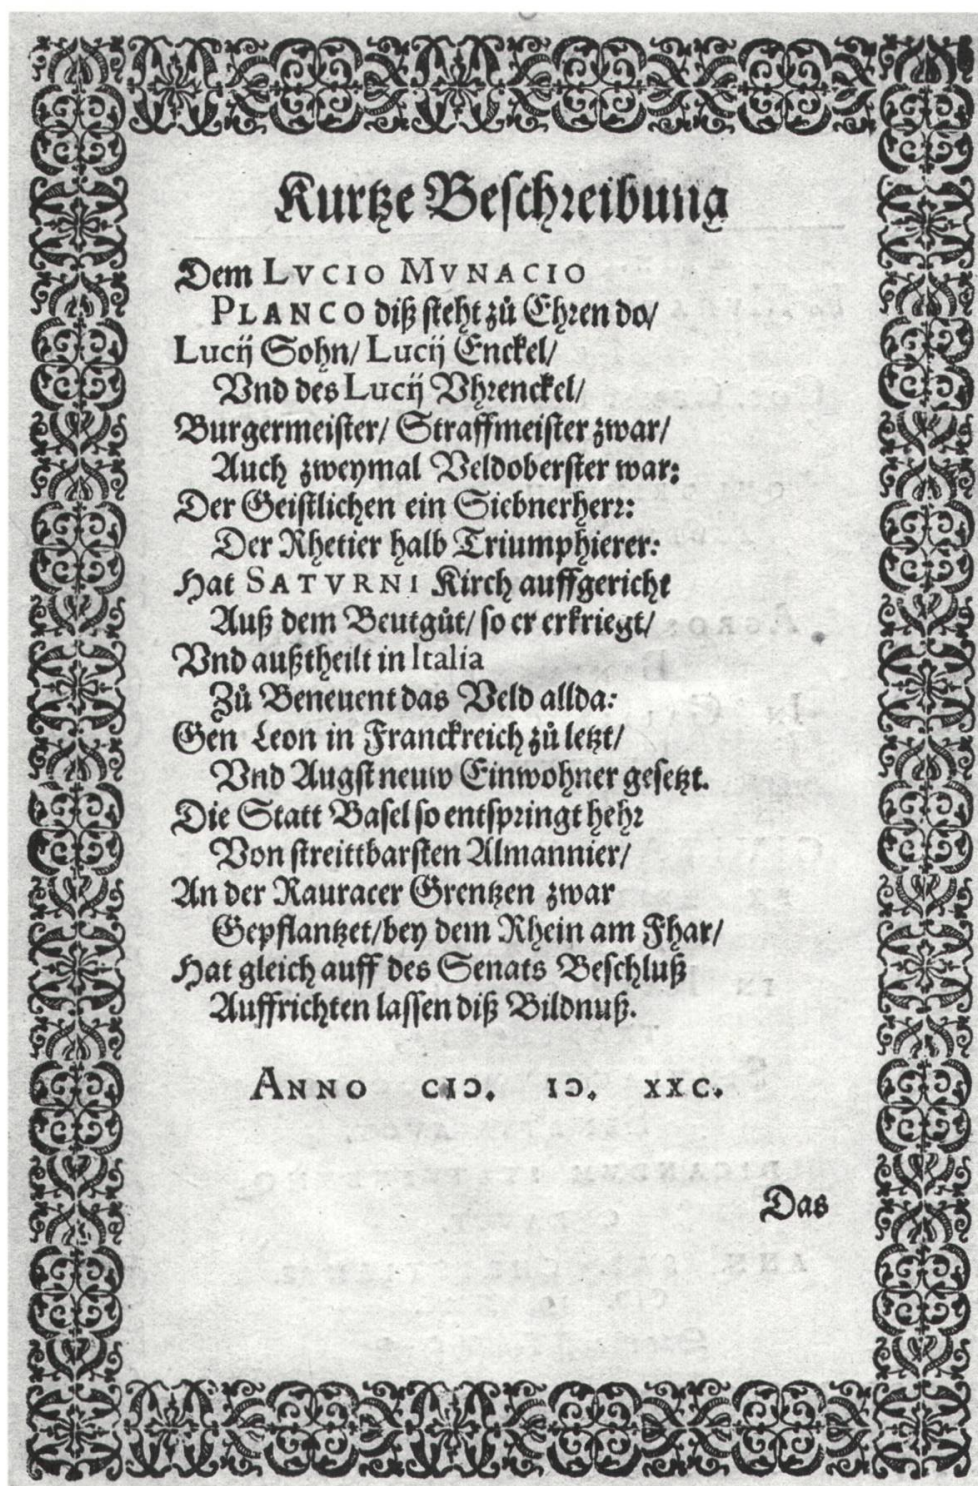 Kurtze Beschreibung
Dem LVCIO MVNACIO
PLANCO diß steht zů Ehren do/
Lucij Sohn/ Lucij Enckel/
Vnd des Lucij Vhrenckel/
Burgermeister/ Straffmeister zwar/
Auch zweymal Veldoberster war:
Der Geistlichen ein Siebnerherr:
Der Rhetier halb Triumphierer:
Hat SATVRNI Kirch auffgericht
Auß dem Beutgůt/ so er erkriegt/
Vnd außtheilt in Italia
Zů Beneuent das Veld allda:
Gen Leon in Franckreich zů letzt/
Vnd Augst neuw Einwohner gesetzt.
Die Statt Basel so entspringt hehr
Von streittbarsten Almannier/
An der Rauracer Grentzen zwar
Gepflantzet/bey dem Rhein am Fhar/
Hat gleich auff des Senats Beschluß
Auffrichten lassen diß Bildnuß.
ANNO CIↃ. IↃ. XXC.
Das